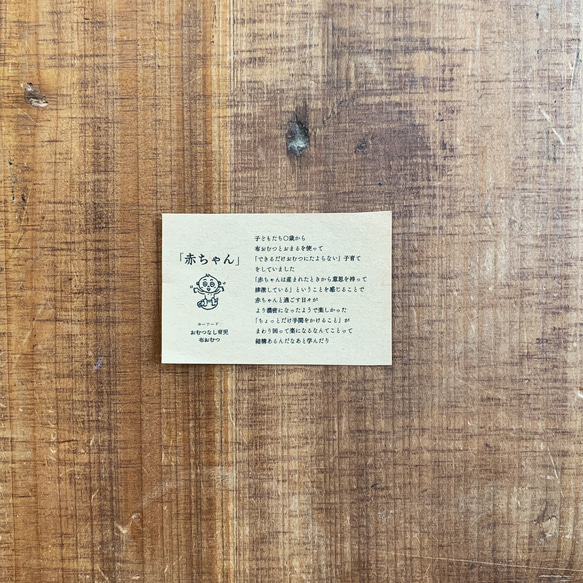 「赤ちゃん」
キーワード
おむつなし育児
布おむつ
子どもたち〇歳から
布おむつとおまるを使って
「できるだけおむつにたよらない」子育て
をしていました
「赤ちゃんは産まれたときから意思を持って
排泄している」ということを感じることで
赤ちゃんと過ごす日々が
より濃密になったようで楽しかった
「ちょっとだけ手間をかけること」が
まわり回って楽になるなんてことって
結構あるんだなあと学んだり